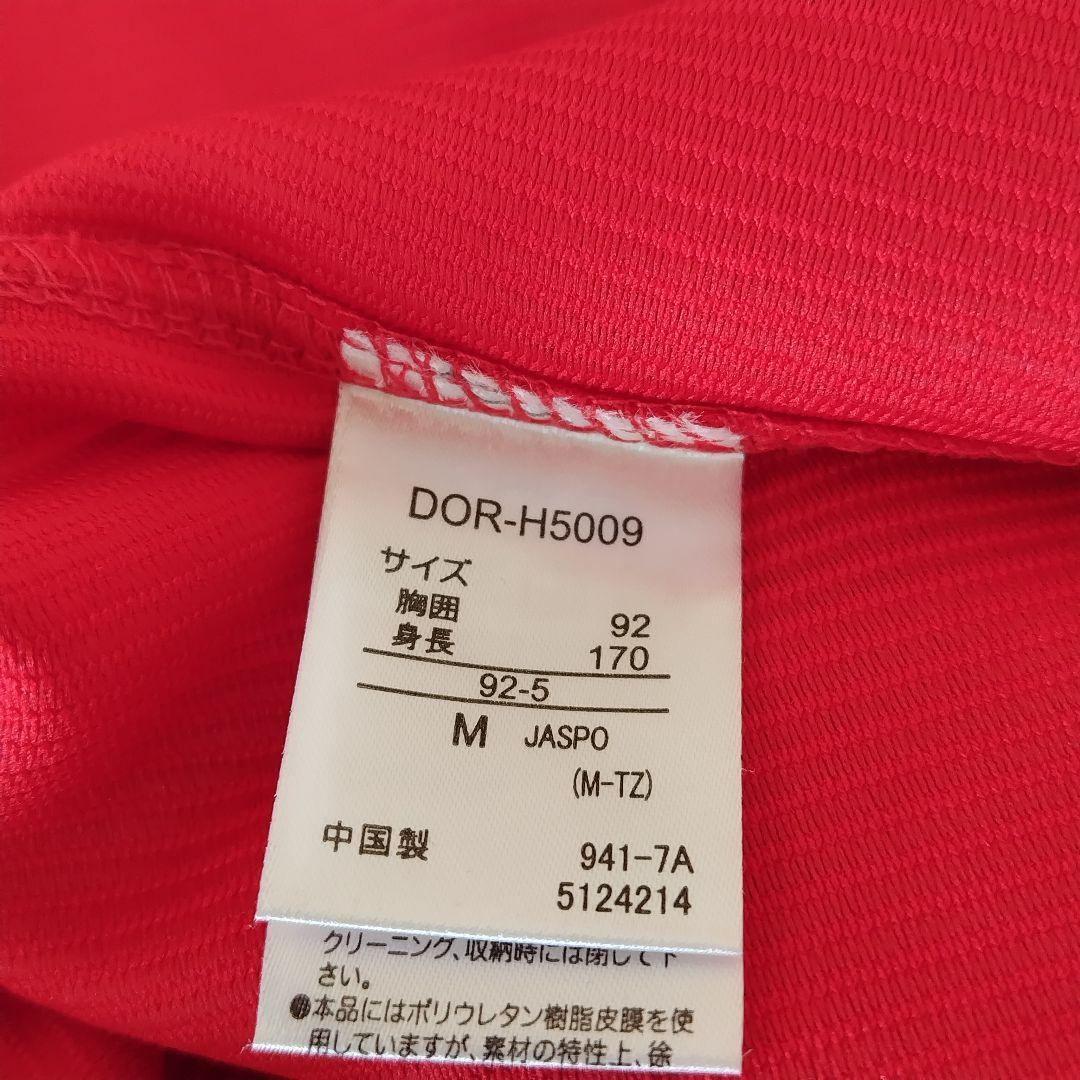 DOR-H5009
サイズ
胸囲 92
身長 170
92-5
M JASPO
(M-TZ)
中国製 941-7A
5124214
クリーニング、収納時には閉じて下
さい。
●本品にはポリウレタン樹脂皮膜を使
用していますが、素材の特性上、徐